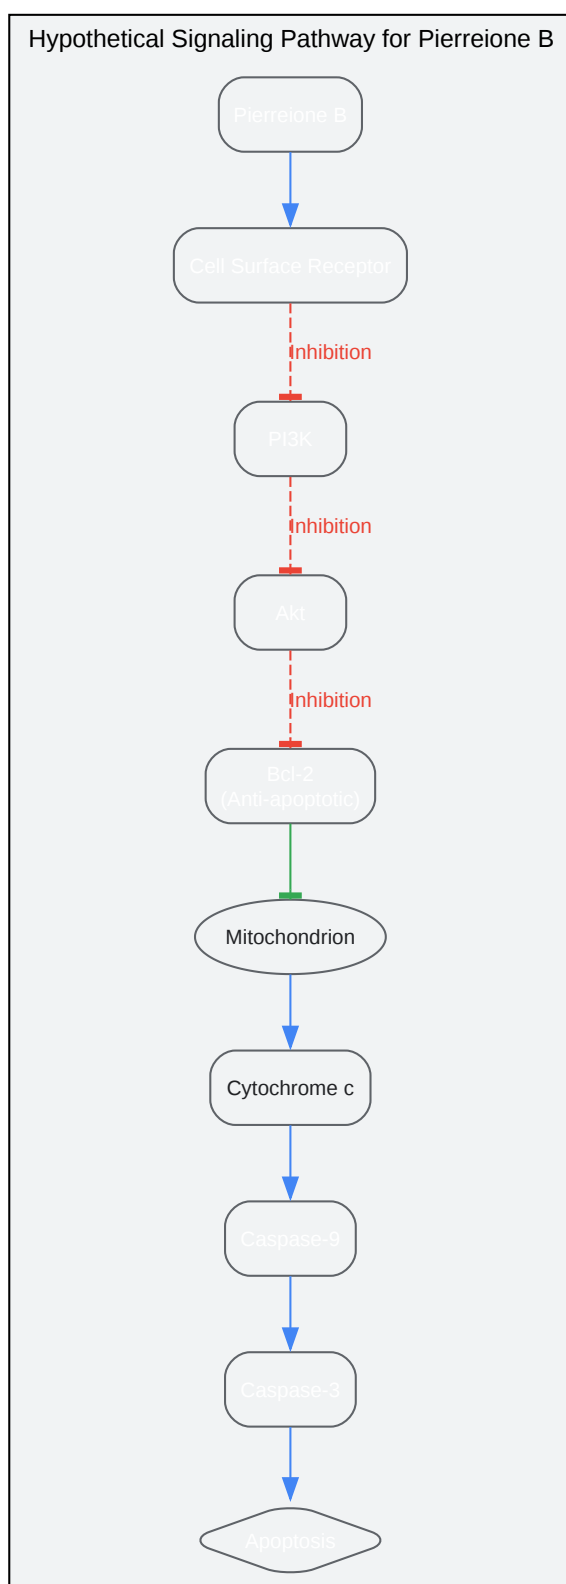 Hypothetical Signaling Pathway for Pierreione B
Pierreione B
Cell Surface Receptor
Inhibition
PI3K
Inhibition
Akt
Inhibition
Bcl-2
(Anti-apoptotic)
Mitochondrion
Cytochrome c
Caspase-9
Caspase-3
Apoptosis